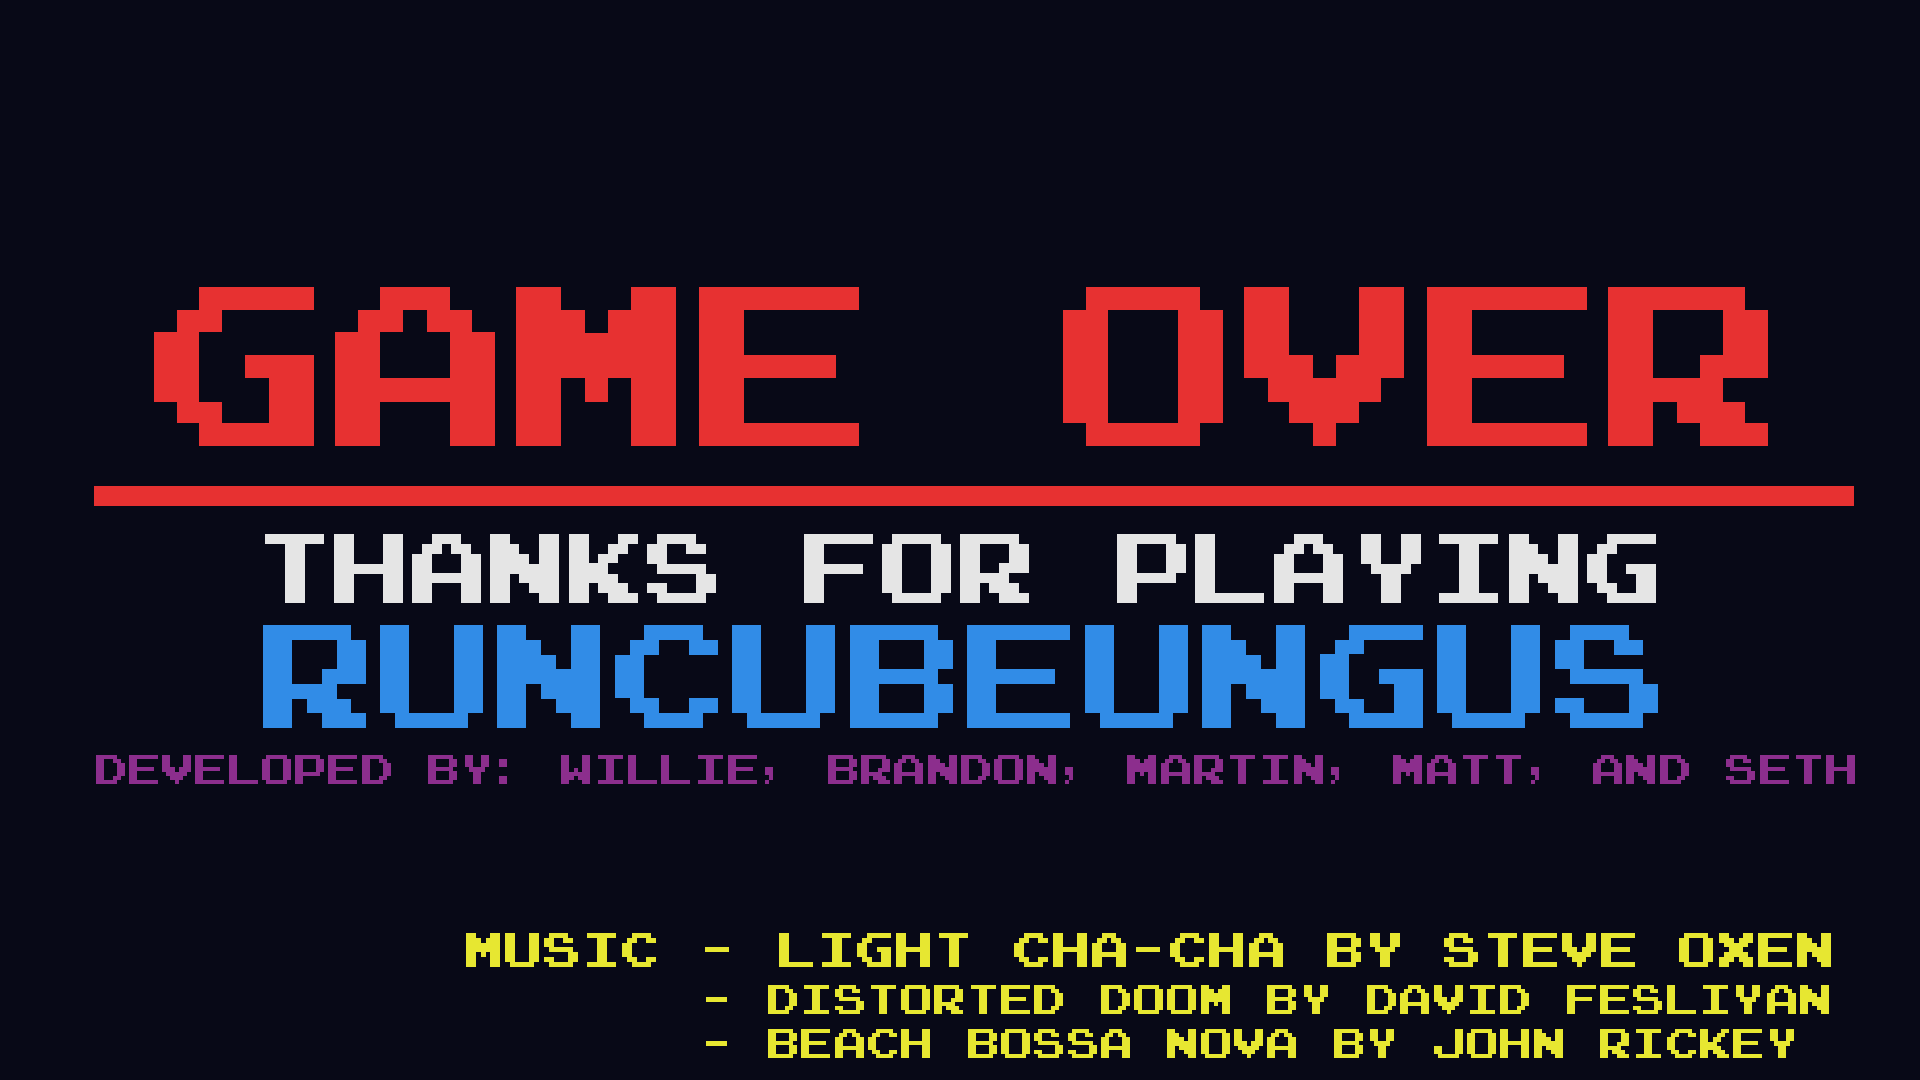 GAME OVER
THANKS FOR PLAYING
RUNCUBEUNGUS
DEVELOPED BY: WILLIE, BRANDON, MARTIN, MATT, AND SETH
MUSIC - LIGHT CHA-CHA BY STEVE OXEN
- DISTORTED DOOM BY DAVID FESLIYAN
- BEACH BOSSA NOVA BY JOHN RICKEY